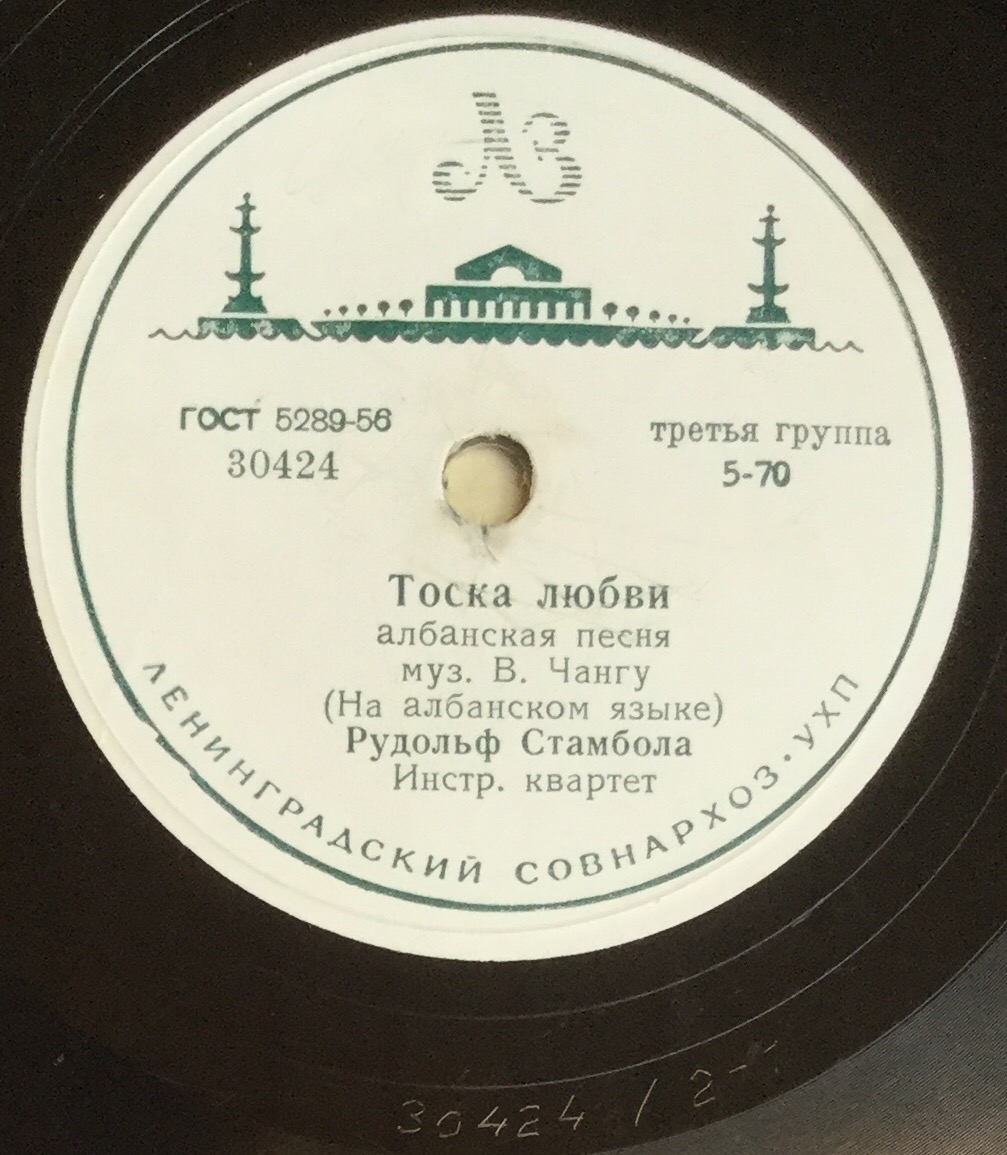 ЛЗ
ГОСТ 5289-56
30424
третья группа
5-70
Тоска любви
албанская песня
муз. В. Чангу
(На албанском языке)
Рудольф Стамбола
Инстр. квартет
ЛЕНИНГРАДСКИЙ СОВНАРХОЗ · УХП
30424 / 2-